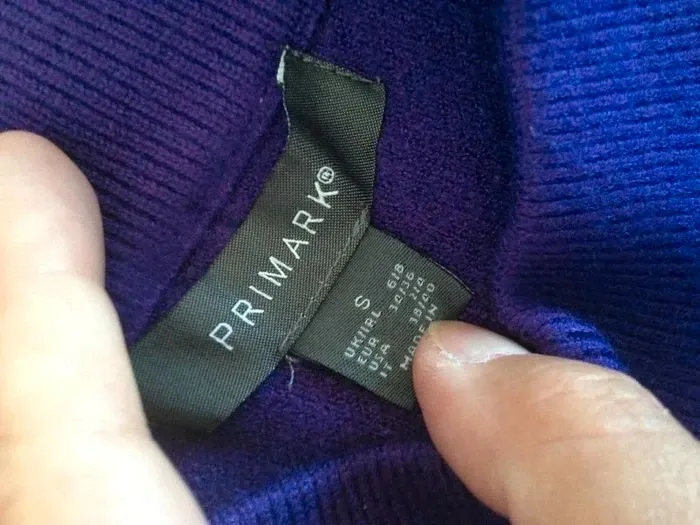 PRIMARK®
S
UK/IRL 6/8
EUR 34/36
USA 2/4
IT 38/40
MADE IN